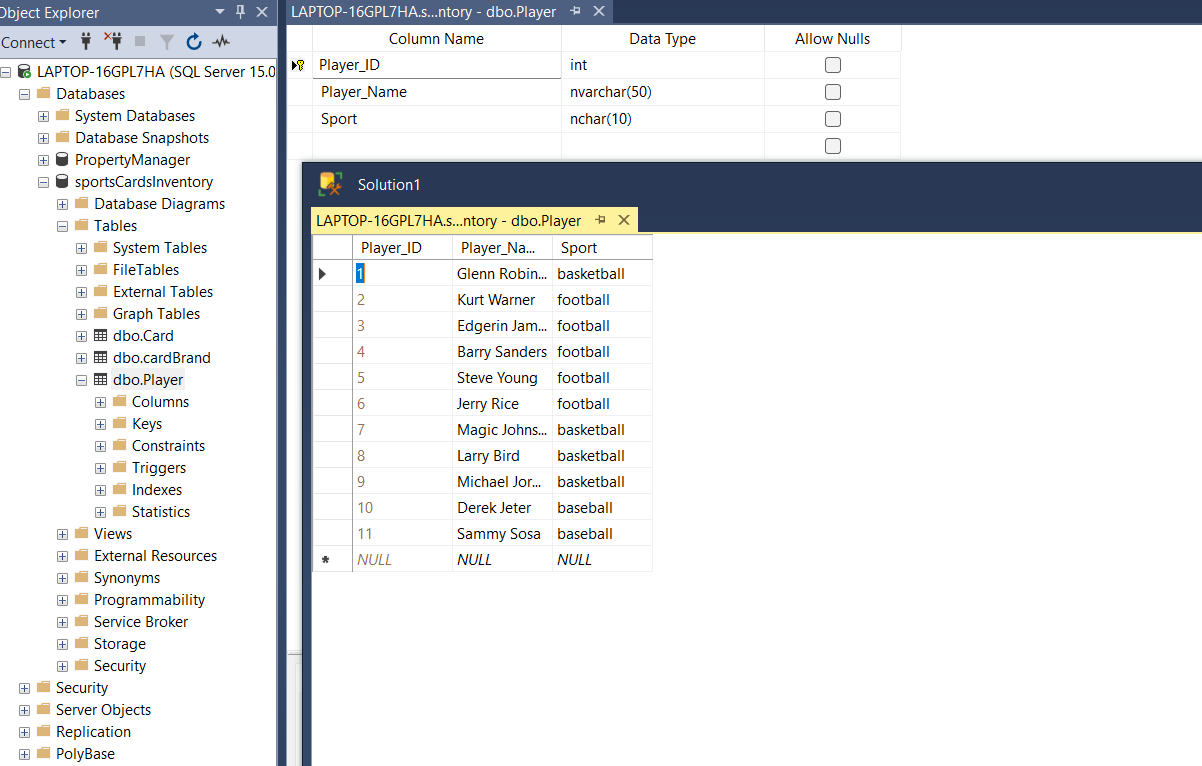 Object Explorer
Connect
LAPTOP-16GPL7HA (SQL Server 15.0
Databases
System Databases
Database Snapshots
PropertyManager
sportsCardsInventory
Database Diagrams
Tables
System Tables
FileTables
External Tables
Graph Tables
dbo.Card
dbo.cardBrand
dbo.Player
Columns
Keys
Constraints
Triggers
Indexes
Statistics
Views
External Resources
Synonyms
Programmability
Service Broker
Storage
Security
Security
Server Objects
Replication
PolyBase
LAPTOP-16GPL7HA.s...ntory - dbo.Player
Column Name Data Type Allow Nulls
Player_ID int
Player_Name nvarchar(50)
Sport nchar(10)
Solution1
LAPTOP-16GPL7HA.s...ntory - dbo.Player
Player_ID Player_Na... Sport
1 Glenn Robin... basketball
2 Kurt Warner football
3 Edgerin Jam... football
4 Barry Sanders football
5 Steve Young football
6 Jerry Rice football
7 Magic Johns... basketball
8 Larry Bird basketball
9 Michael Jor... basketball
10 Derek Jeter baseball
11 Sammy Sosa baseball
* NULL NULL NULL